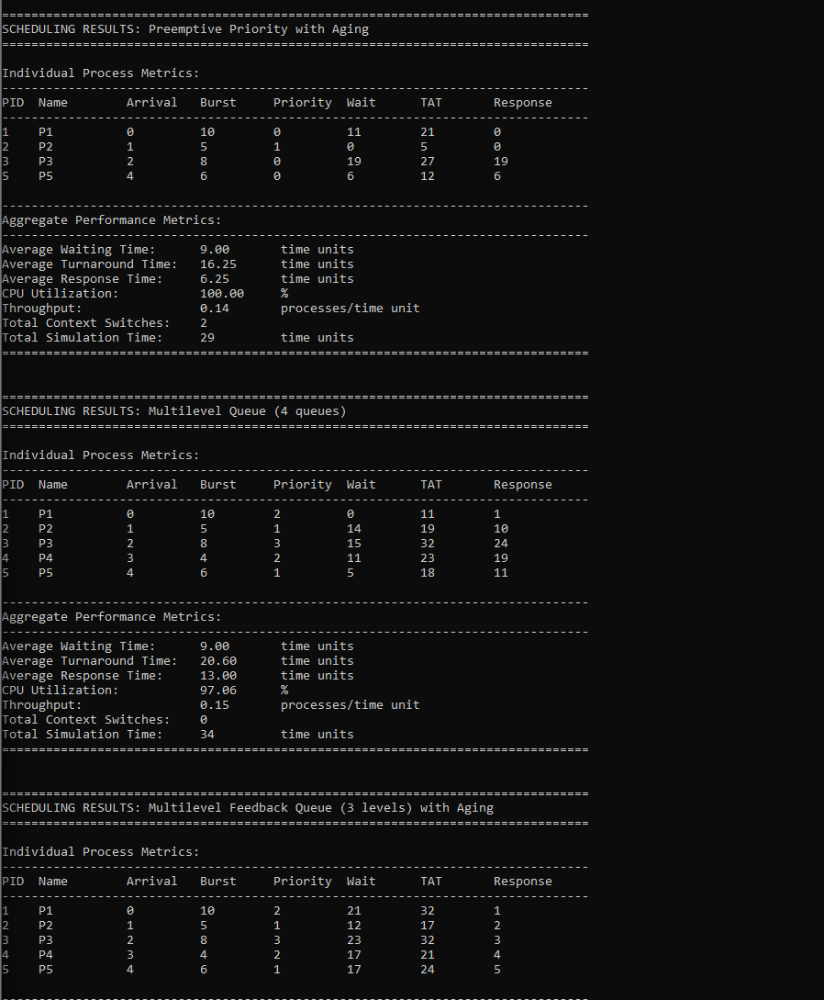 ================================================================================
SCHEDULING RESULTS: Preemptive Priority with Aging
================================================================================
Individual Process Metrics:
--------------------------------------------------------------------------------
PID  Name        Arrival   Burst     Priority  Wait      TAT       Response
--------------------------------------------------------------------------------
1    P1          0         10        0         11        21        0
2    P2          1         5         1         0         5         0
3    P3          2         8         0         19        27        19
5    P5          4         6         0         6         12        6
--------------------------------------------------------------------------------
Aggregate Performance Metrics:
--------------------------------------------------------------------------------
Average Waiting Time:      9.00       time units
Average Turnaround Time:   16.25      time units
Average Response Time:     6.25       time units
CPU Utilization:           100.00     %
Throughput:                0.14       processes/time unit
Total Context Switches:    2
Total Simulation Time:     29         time units
================================================================================
================================================================================
SCHEDULING RESULTS: Multilevel Queue (4 queues)
================================================================================
Individual Process Metrics:
--------------------------------------------------------------------------------
PID  Name        Arrival   Burst     Priority  Wait      TAT       Response
--------------------------------------------------------------------------------
1    P1          0         10        2         0         11        1
2    P2          1         5         1         14        19        10
3    P3          2         8         3         15        32        24
4    P4          3         4         2         11        23        19
5    P5          4         6         1         5         18        11
--------------------------------------------------------------------------------
Aggregate Performance Metrics:
--------------------------------------------------------------------------------
Average Waiting Time:      9.00       time units
Average Turnaround Time:   20.60      time units
Average Response Time:     13.00      time units
CPU Utilization:           97.06      %
Throughput:                0.15       processes/time unit
Total Context Switches:    0
Total Simulation Time:     34         time units
================================================================================
================================================================================
SCHEDULING RESULTS: Multilevel Feedback Queue (3 levels) with Aging
================================================================================
Individual Process Metrics:
--------------------------------------------------------------------------------
PID  Name        Arrival   Burst     Priority  Wait      TAT       Response
--------------------------------------------------------------------------------
1    P1          0         10        2         21        32        1
2    P2          1         5         1         12        17        2
3    P3          2         8         3         23        32        3
4    P4          3         4         2         17        21        4
5    P5          4         6         1         17        24        5
--------------------------------------------------------------------------------